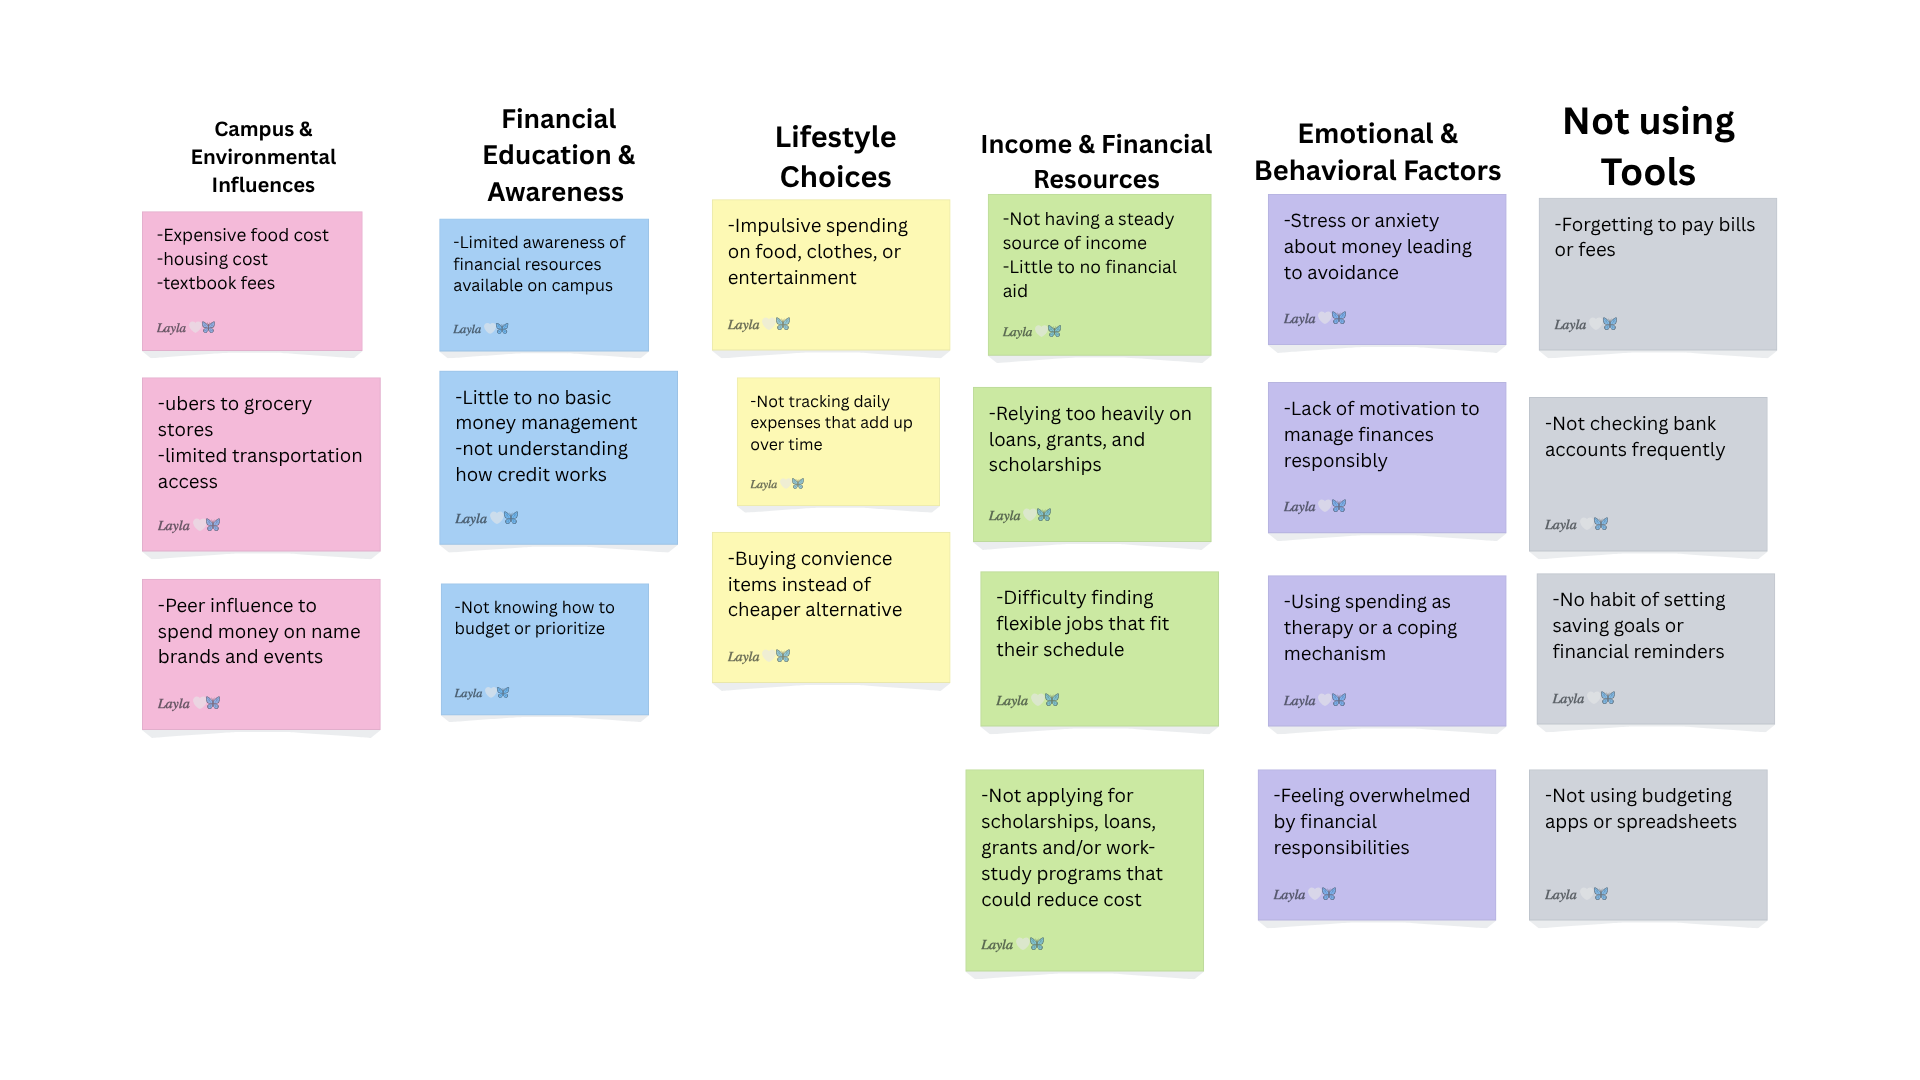 Campus &
Environmental
Influences
-Expensive food cost
-housing cost
-textbook fees
Layla 🤍🦋
-ubers to grocery
stores
-limited transportation
access
Layla 🤍🦋
-Peer influence to
spend money on name
brands and events
Layla 🤍🦋
Financial
Education &
Awareness
-Limited awareness of
financial resources
available on campus
Layla 🤍🦋
-Little to no basic
money management
-not understanding
how credit works
Layla 🤍🦋
-Not knowing how to
budget or prioritize
Layla 🤍🦋
Lifestyle
Choices
-Impulsive spending
on food, clothes, or
entertainment
Layla 🤍🦋
-Not tracking daily
expenses that add up
over time
Layla 🤍🦋
-Buying convience
items instead of
cheaper alternative
Layla 🤍🦋
Income & Financial
Resources
-Not having a steady
source of income
-Little to no financial
aid
Layla 🤍🦋
-Relying too heavily on
loans, grants, and
scholarships
Layla 🤍🦋
-Difficulty finding
flexible jobs that fit
their schedule
Layla 🤍🦋
-Not applying for
scholarships, loans,
grants and/or work-
study programs that
could reduce cost
Layla 🤍🦋
Emotional &
Behavioral Factors
-Stress or anxiety
about money leading
to avoidance
Layla 🤍🦋
-Lack of motivation to
manage finances
responsibly
Layla 🤍🦋
-Using spending as
therapy or a coping
mechanism
Layla 🤍🦋
-Feeling overwhelmed
by financial
responsibilities
Layla 🤍🦋
Not using
Tools
-Forgetting to pay bills
or fees
Layla 🤍🦋
-Not checking bank
accounts frequently
Layla 🤍🦋
-No habit of setting
saving goals or
financial reminders
Layla 🤍🦋
-Not using budgeting
apps or spreadsheets
Layla 🤍🦋